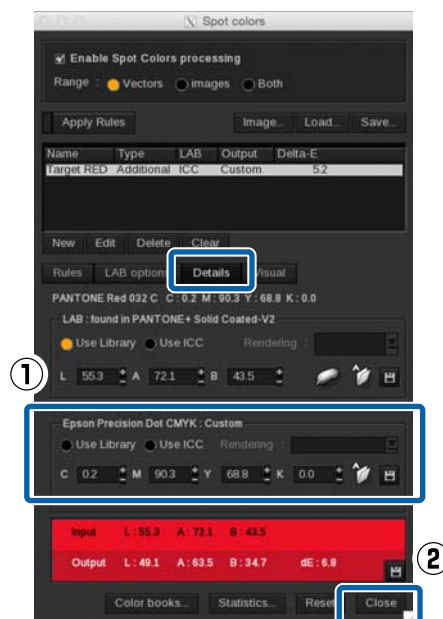 Spot colors
Enable Spot Colors processing
Range : Vectors images Both
Apply Rules Image... Load... Save...
Name Type LAB Output Delta-E
Target RED Additional ICC Custom 5.2
New Edit Delete Clear
Rules LAB options Details Visual
PANTONE Red 032 C C : 0.2 M : 90.3 Y : 68.8 K : 0.0
LAB : found in PANTONE+ Solid Coated-V2
Use Library Use ICC Rendering :
① L 55.3 A 72.1 B 43.5
Epson Precision Dot CMYK : Custom
Use Library Use ICC Rendering :
C 0.2 M 90.3 Y 68.8 K 0.0
Input L : 55.3 A : 72.1 B : 43.5
Output L : 49.1 A : 63.5 B : 34.7 dE : 6.8
②
Color books... Statistics... Reset Close